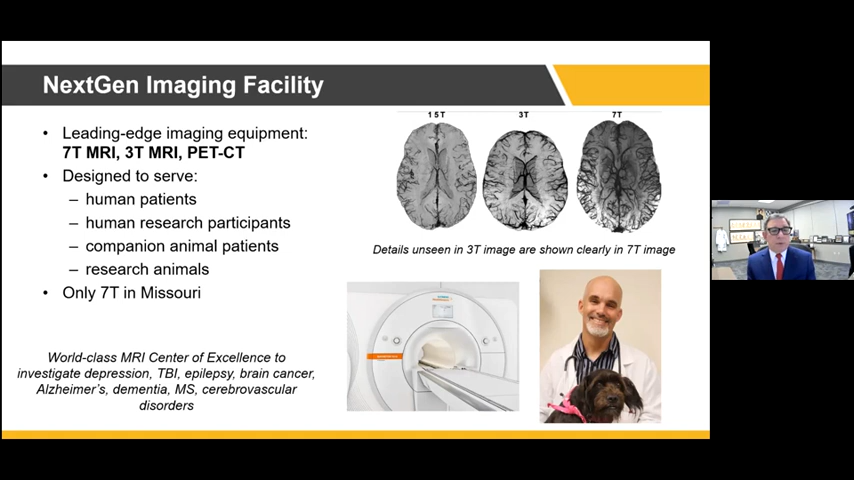 NextGen Imaging Facility
• Leading-edge imaging equipment:
7T MRI, 3T MRI, PET-CT
• Designed to serve:
– human patients
– human research participants
– companion animal patients
– research animals
• Only 7T in Missouri
World-class MRI Center of Excellence to
investigate depression, TBI, epilepsy, brain cancer,
Alzheimer's, dementia, MS, cerebrovascular
disorders
1 5T 3T 7T
Details unseen in 3T image are shown clearly in 7T image